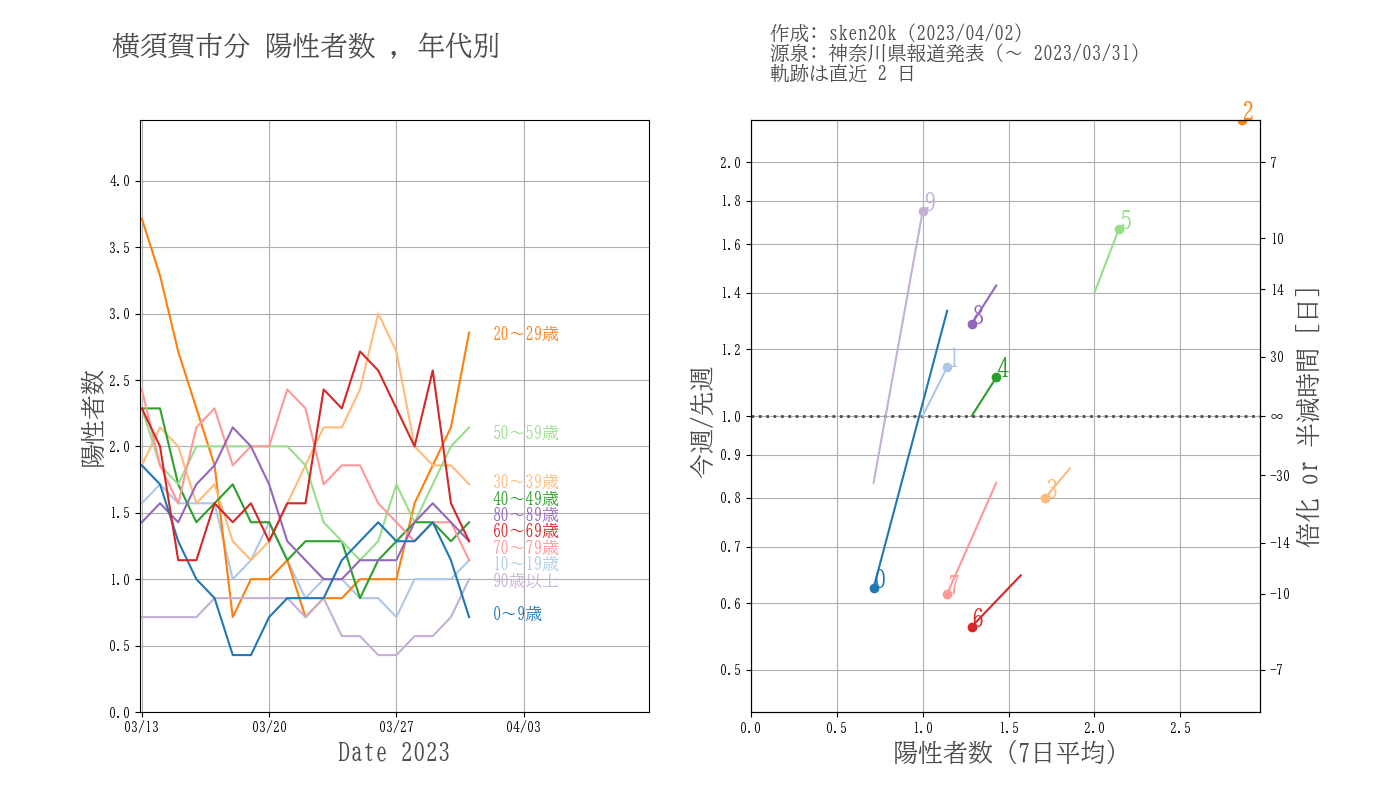 横須賀市分 陽性者数 , 年代別
作成: sken20k (2023/04/02)
源泉: 神奈川県報道発表 (～ 2023/03/31)
軌跡は直近 2 日
陽性者数
4.0
3.5
3.0
2.5
2.0
1.5
1.0
0.5
0.0
03/13
03/20
03/27
04/03
Date 2023
20～29歳
50～59歳
30～39歳
40～49歳
80～89歳
60～69歳
70～79歳
10～19歳
90歳以上
0～9歳
今週/先週
2.0
1.8
1.6
1.4
1.2
1.0
0.9
0.8
0.7
0.6
0.5
2
9
5
8
1
4
3
0
7
6
0.0
0.5
1.0
1.5
2.0
2.5
陽性者数 (7日平均)
7
10
14
30
∞
−30
−14
−10
−7
倍化 or 半減時間 [日]